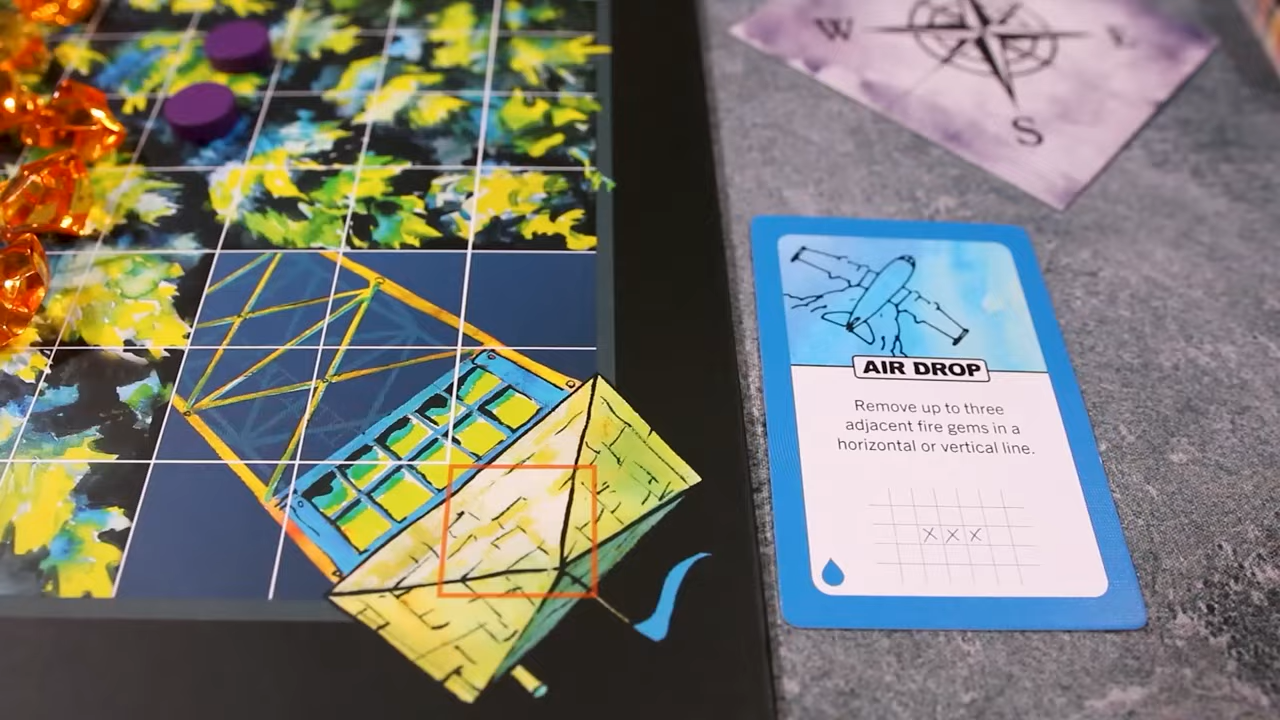 W
S
AIR DROP
Remove up to three
adjacent fire gems in a
horizontal or vertical line.
X X X